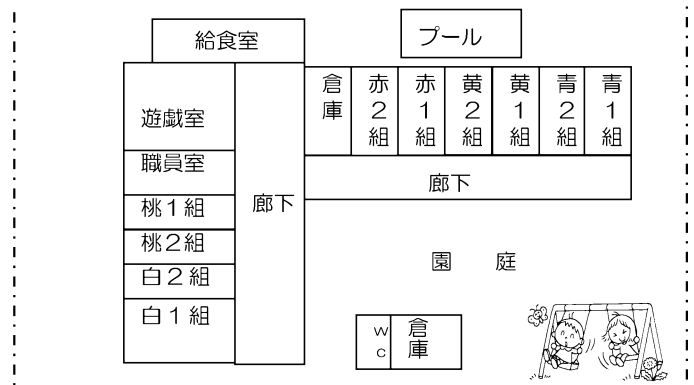 給食室
プール
遊戯室
職員室
桃1組
桃2組
白2組
白1組
廊下
倉庫
赤2組
赤1組
黄2組
黄1組
青2組
青1組
廊下
園　庭
wc
倉庫